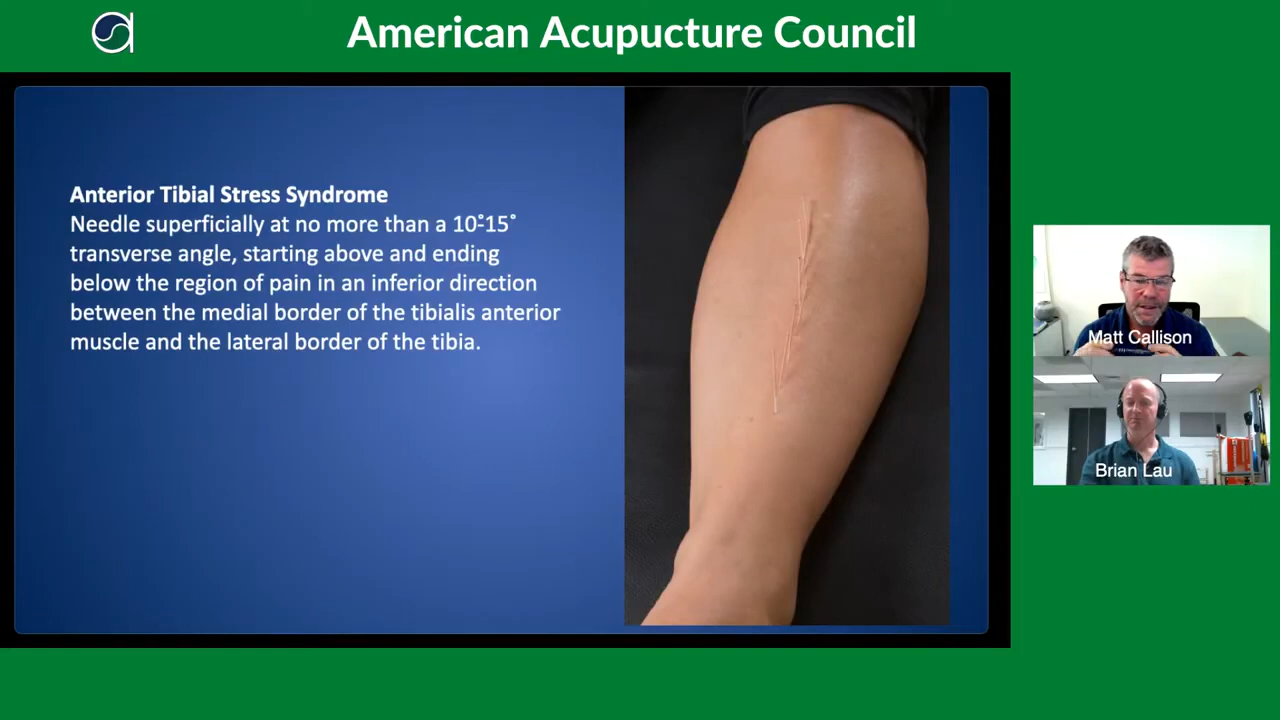 American Acupucture Council
Anterior Tibial Stress Syndrome
Needle superficially at no more than a 10°-15°
transverse angle, starting above and ending
below the region of pain in an inferior direction
between the medial border of the tibialis anterior
muscle and the lateral border of the tibia.
Matt Callison
Brian Lau